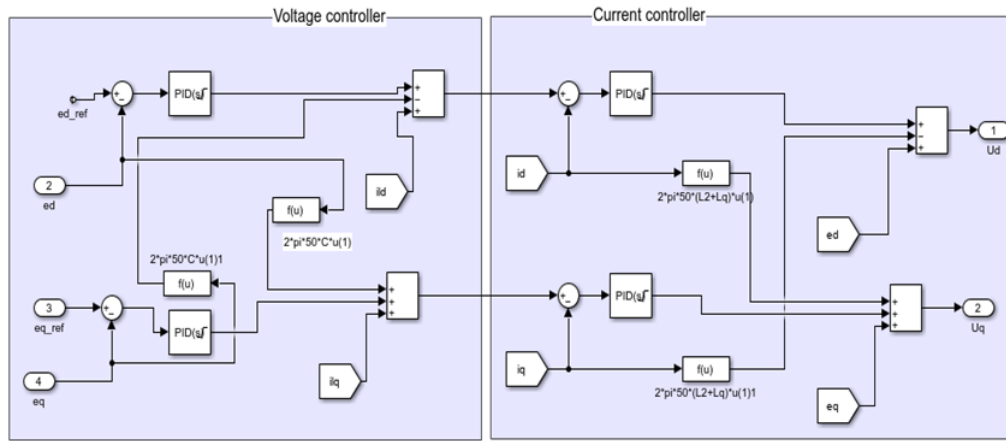 Voltage controller
Current controller
+
-
PID(s)
ed_ref
2
ed
+
-
+
ild
f(u)
2*pi*50*C*u(1)
2*pi*50*C*u(1)1
f(u)
3
eq_ref
+
-
PID(s)
4
eq
+
+
+
ilq
+
-
PID(s)
id
f(u)
2*pi*50*(L2+Lq)*u(1)
+
-
+
1
Ud
ed
+
-
PID(s)
iq
f(u)
2*pi*50*(L2+Lq)*u(1)1
+
+
+
2
Uq
eq